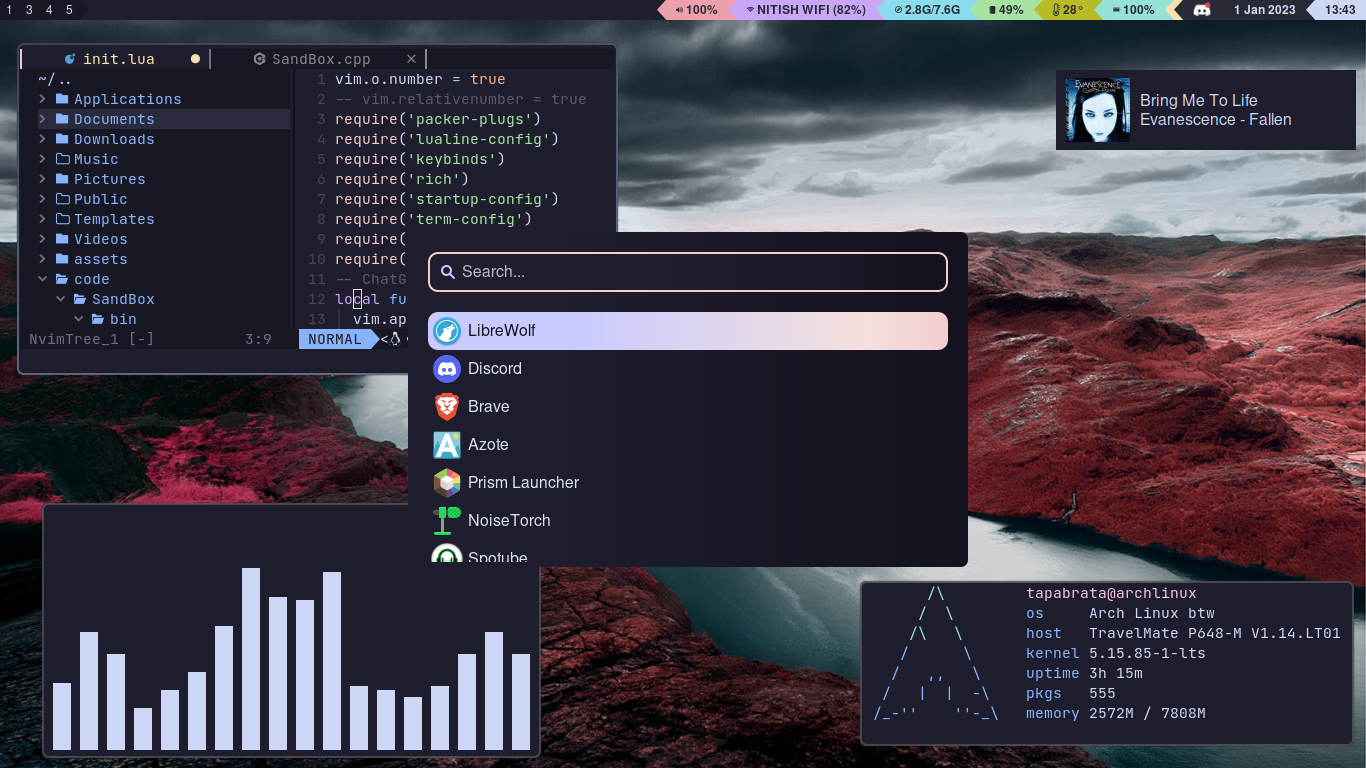 1 3 4 5
100%
NITISH WIFI (82%)
2.8G/7.6G
49%
28°
100%
1 Jan 2023
13:43
init.lua
SandBox.cpp
~/..
Applications
Documents
Downloads
Music
Pictures
Public
Templates
Videos
assets
code
SandBox
bin
NvimTree_1 [-] 3:9
1 vim.o.number = true
2 -- vim.relativenumber = true
3 require('packer-plugs')
4 require('lualine-config')
5 require('keybinds')
6 require('rich')
7 require('startup-config')
8 require('term-config')
9 require(
10 require(
11 -- ChatG
12 local fu
13 vim.ap
NORMAL <
EVANESCENCE
Bring Me To Life
Evanescence - Fallen
Search...
LibreWolf
Discord
Brave
Azote
Prism Launcher
NoiseTorch
Spotube
/\
/  \
/\   \
/      \
/   ,,   \
/   |  |  -\
/_-''    ''-_\
tapabrata@archlinux
os Arch Linux btw
host TravelMate P648-M V1.14.LT01
kernel 5.15.85-1-lts
uptime 3h 15m
pkgs 555
memory 2572M / 7808M